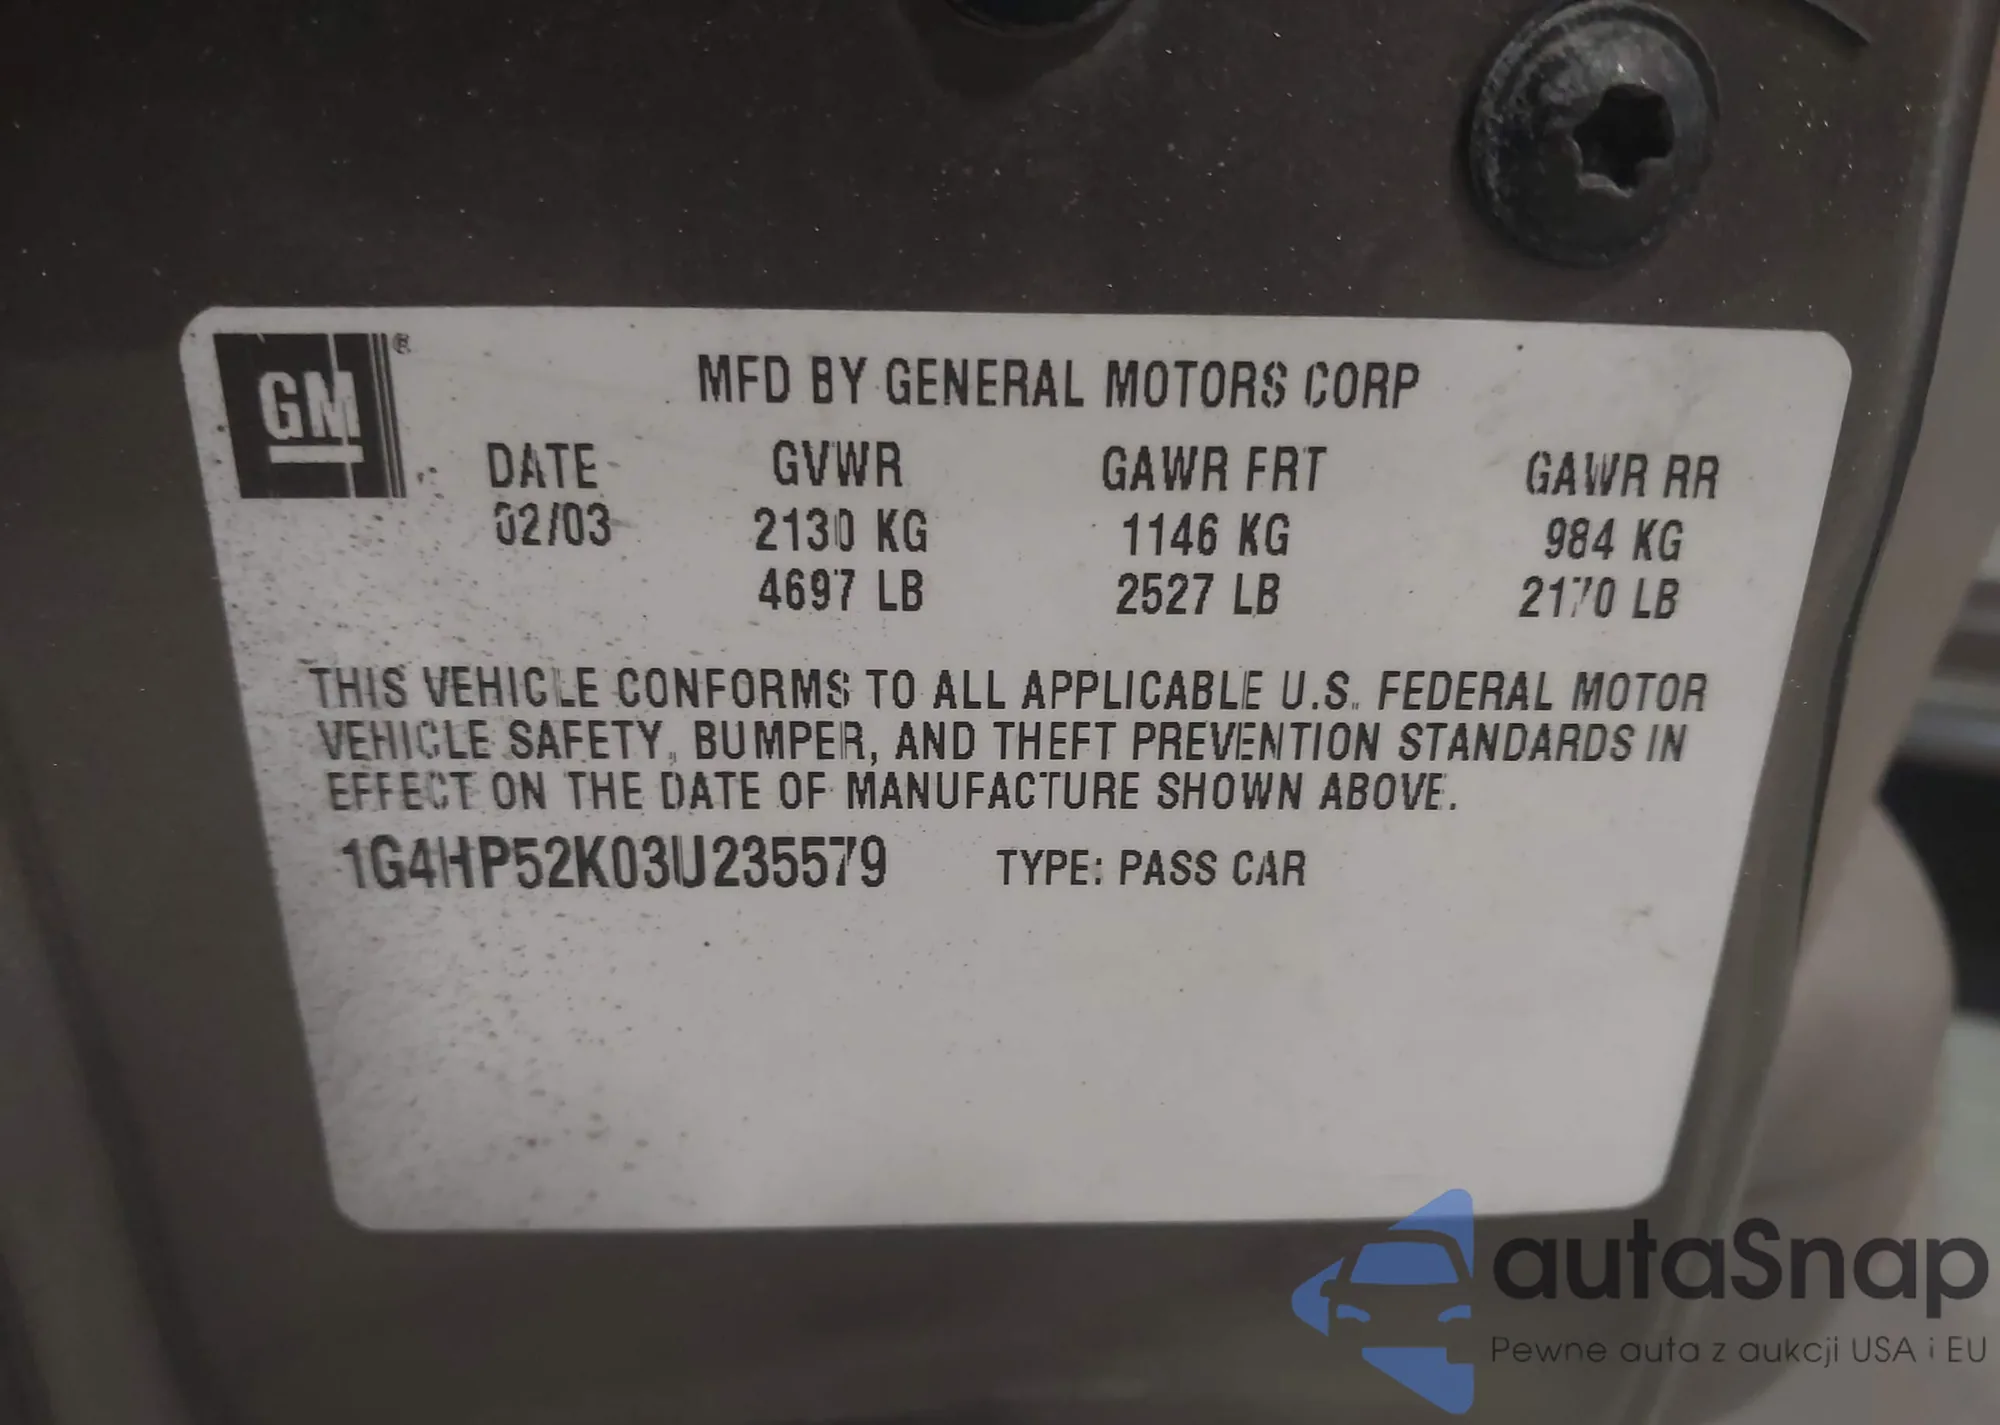 GM ®
MFD BY GENERAL MOTORS CORP
DATE GVWR GAWR FRT GAWR RR
02/03 2130 KG 1146 KG 984 KG
4697 LB 2527 LB 2170 LB
THIS VEHICLE CONFORMS TO ALL APPLICABLE U.S. FEDERAL MOTOR
VEHICLE SAFETY, BUMPER, AND THEFT PREVENTION STANDARDS IN
EFFECT ON THE DATE OF MANUFACTURE SHOWN ABOVE.
1G4HP52K03U235579 TYPE: PASS CAR
autaSnap
Pewne auta z aukcji USA i EU